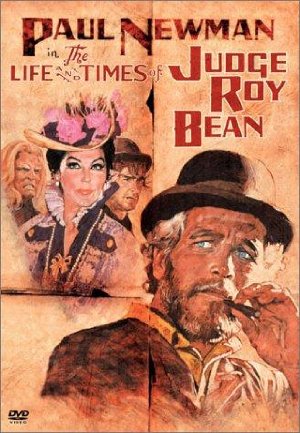 PAUL NEWMAN
in The
LIFE AND TIMES of JUDGE
ROY
BEAN
DVD
VIDEO